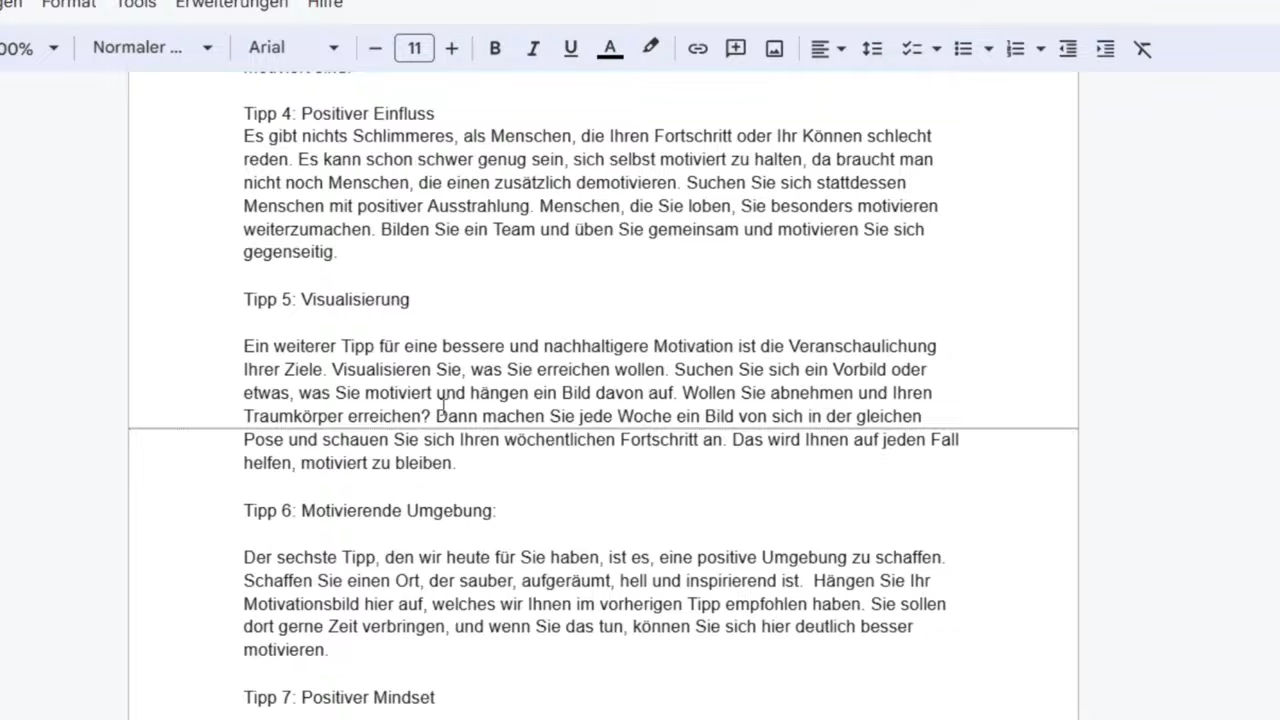 Format Tools Erweiterungen Hilfe
00% Normaler ... Arial 11 B I U A
Tipp 4: Positiver Einfluss
Es gibt nichts Schlimmeres, als Menschen, die Ihren Fortschritt oder Ihr Können schlecht
reden. Es kann schon schwer genug sein, sich selbst motiviert zu halten, da braucht man
nicht noch Menschen, die einen zusätzlich demotivieren. Suchen Sie sich stattdessen
Menschen mit positiver Ausstrahlung. Menschen, die Sie loben, Sie besonders motivieren
weiterzumachen. Bilden Sie ein Team und üben Sie gemeinsam und motivieren Sie sich
gegenseitig.
Tipp 5: Visualisierung
Ein weiterer Tipp für eine bessere und nachhaltigere Motivation ist die Veranschaulichung
Ihrer Ziele. Visualisieren Sie, was Sie erreichen wollen. Suchen Sie sich ein Vorbild oder
etwas, was Sie motiviert und hängen ein Bild davon auf. Wollen Sie abnehmen und Ihren
Traumkörper erreichen? Dann machen Sie jede Woche ein Bild von sich in der gleichen
Pose und schauen Sie sich Ihren wöchentlichen Fortschritt an. Das wird Ihnen auf jeden Fall
helfen, motiviert zu bleiben.
Tipp 6: Motivierende Umgebung:
Der sechste Tipp, den wir heute für Sie haben, ist es, eine positive Umgebung zu schaffen.
Schaffen Sie einen Ort, der sauber, aufgeräumt, hell und inspirierend ist.  Hängen Sie Ihr
Motivationsbild hier auf, welches wir Ihnen im vorherigen Tipp empfohlen haben. Sie sollen
dort gerne Zeit verbringen, und wenn Sie das tun, können Sie sich hier deutlich besser
motivieren.
Tipp 7: Positiver Mindset